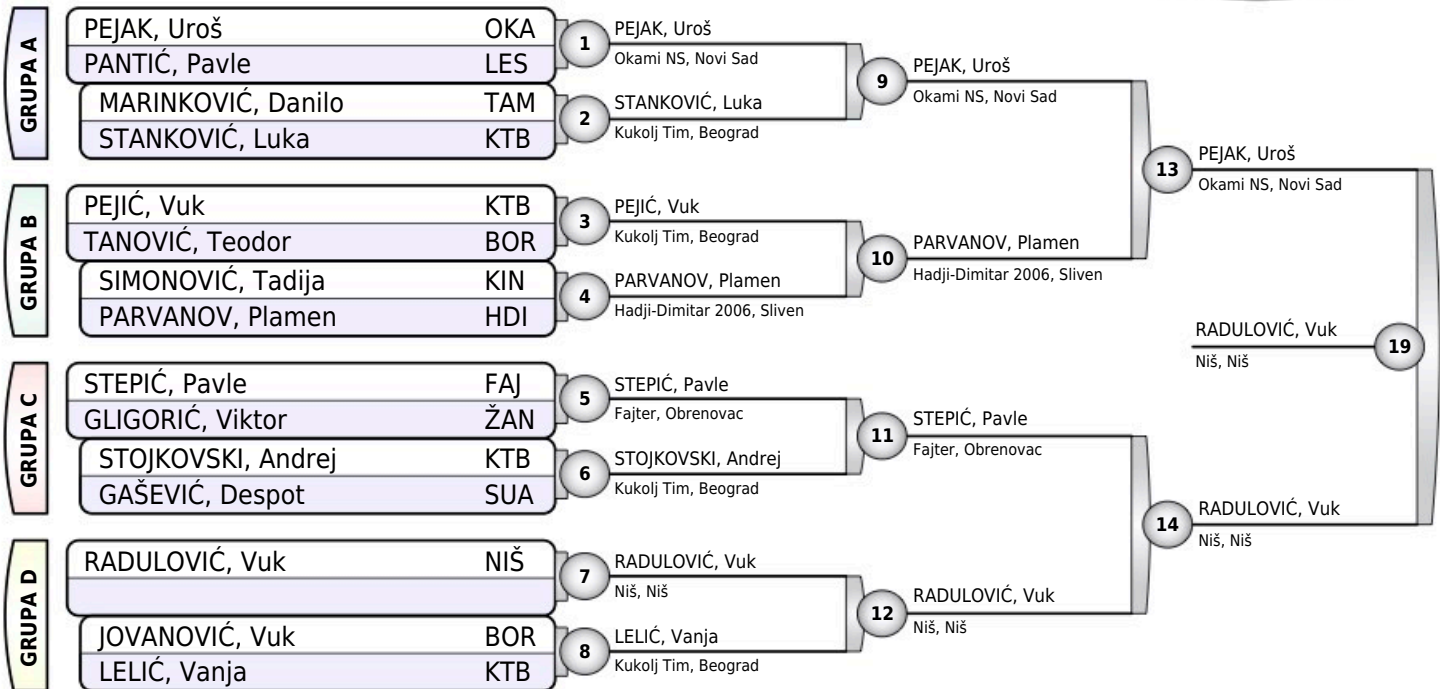 GRUPA A
PEJAK, Uroš OKA
PANTIĆ, Pavle LES
MARINKOVIĆ, Danilo TAM
STANKOVIĆ, Luka KTB
1
PEJAK, Uroš
Okami NS, Novi Sad
2
STANKOVIĆ, Luka
Kukolj Tim, Beograd
9
PEJAK, Uroš
Okami NS, Novi Sad
GRUPA B
PEJIĆ, Vuk KTB
TANOVIĆ, Teodor BOR
SIMONOVIĆ, Tadija KIN
PARVANOV, Plamen HDI
3
PEJIĆ, Vuk
Kukolj Tim, Beograd
4
PARVANOV, Plamen
Hadji-Dimitar 2006, Sliven
10
PARVANOV, Plamen
Hadji-Dimitar 2006, Sliven
13
PEJAK, Uroš
Okami NS, Novi Sad
GRUPA C
STEPIĆ, Pavle FAJ
GLIGORIĆ, Viktor ŽAN
STOJKOVSKI, Andrej KTB
GAŠEVIĆ, Despot SUA
5
STEPIĆ, Pavle
Fajter, Obrenovac
6
STOJKOVSKI, Andrej
Kukolj Tim, Beograd
11
STEPIĆ, Pavle
Fajter, Obrenovac
GRUPA D
RADULOVIĆ, Vuk NIŠ
JOVANOVIĆ, Vuk BOR
LELIĆ, Vanja KTB
7
RADULOVIĆ, Vuk
Niš, Niš
8
LELIĆ, Vanja
Kukolj Tim, Beograd
12
RADULOVIĆ, Vuk
Niš, Niš
14
RADULOVIĆ, Vuk
Niš, Niš
RADULOVIĆ, Vuk
Niš, Niš
19